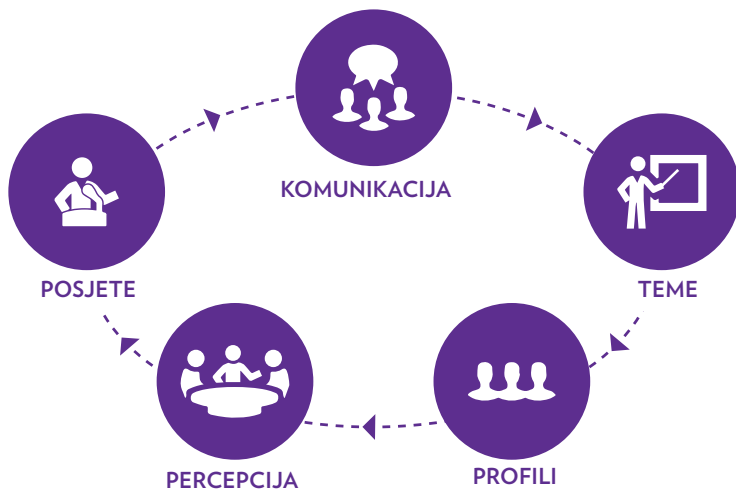 KOMUNIKACIJA
POSJETE
TEME
PERCEPCIJA
PROFILI